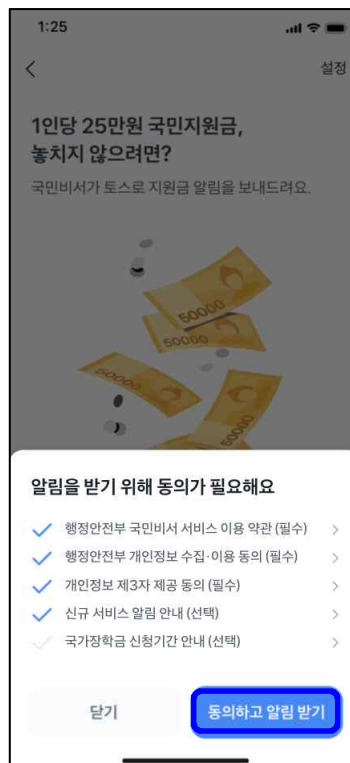 1:25
설정
1인당 25만원 국민지원금,
놓치지 않으려면?
국민비서가 토스로 지원금 알림을 보내드려요.
50000
50000
50000
50000
알림을 받기 위해 동의가 필요해요
행정안전부 국민비서 서비스 이용 약관 (필수)
행정안전부 개인정보 수집·이용 동의 (필수)
개인정보 제3자 제공 동의 (필수)
신규 서비스 알림 안내 (선택)
국가장학금 신청기간 안내 (선택)
닫기
동의하고 알림 받기